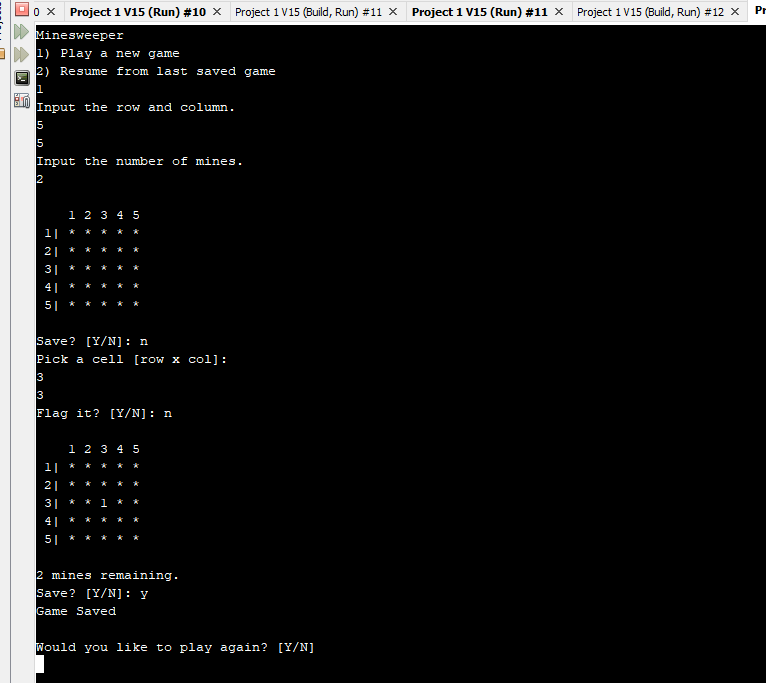 0 × Project 1 V15 (Run) #10 × Project 1 V15 (Build, Run) #11 × Project 1 V15 (Run) #11 × Project 1 V15 (Build, Run) #12 ×
Minesweeper
1) Play a new game
2) Resume from last saved game
1
Input the row and column.
5
5
Input the number of mines.
2
1 2 3 4 5
1| * * * * *
2| * * * * *
3| * * * * *
4| * * * * *
5| * * * * *
Save? [Y/N]: n
Pick a cell [row x col]:
3
3
Flag it? [Y/N]: n
1 2 3 4 5
1| * * * * *
2| * * * * *
3| * * 1 * *
4| * * * * *
5| * * * * *
2 mines remaining.
Save? [Y/N]: y
Game Saved
Would you like to play again? [Y/N]